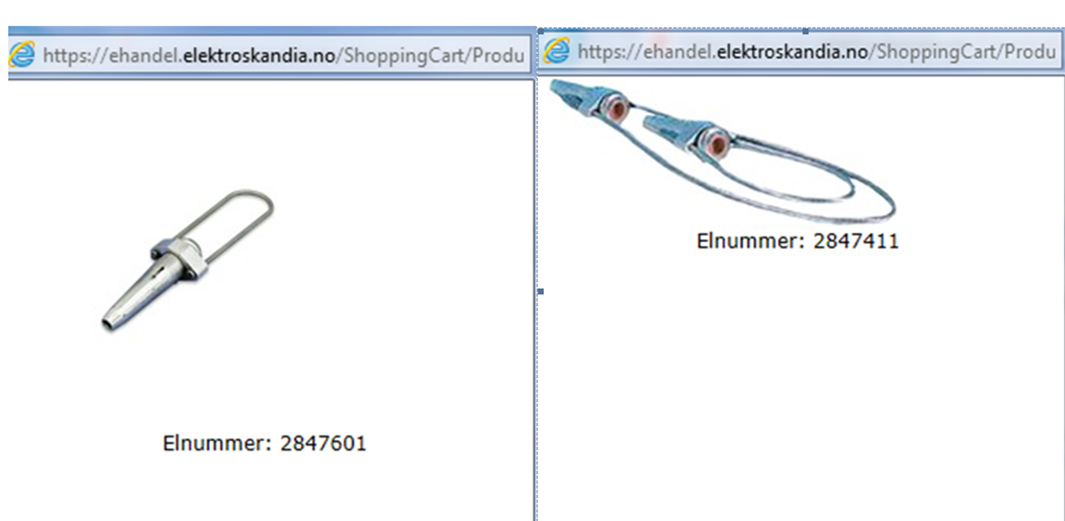 https://ehandel.elektroskandia.no/ShoppingCart/Produ
Elnummer: 2847601
https://ehandel.elektroskandia.no/ShoppingCart/Produ
Elnummer: 2847411